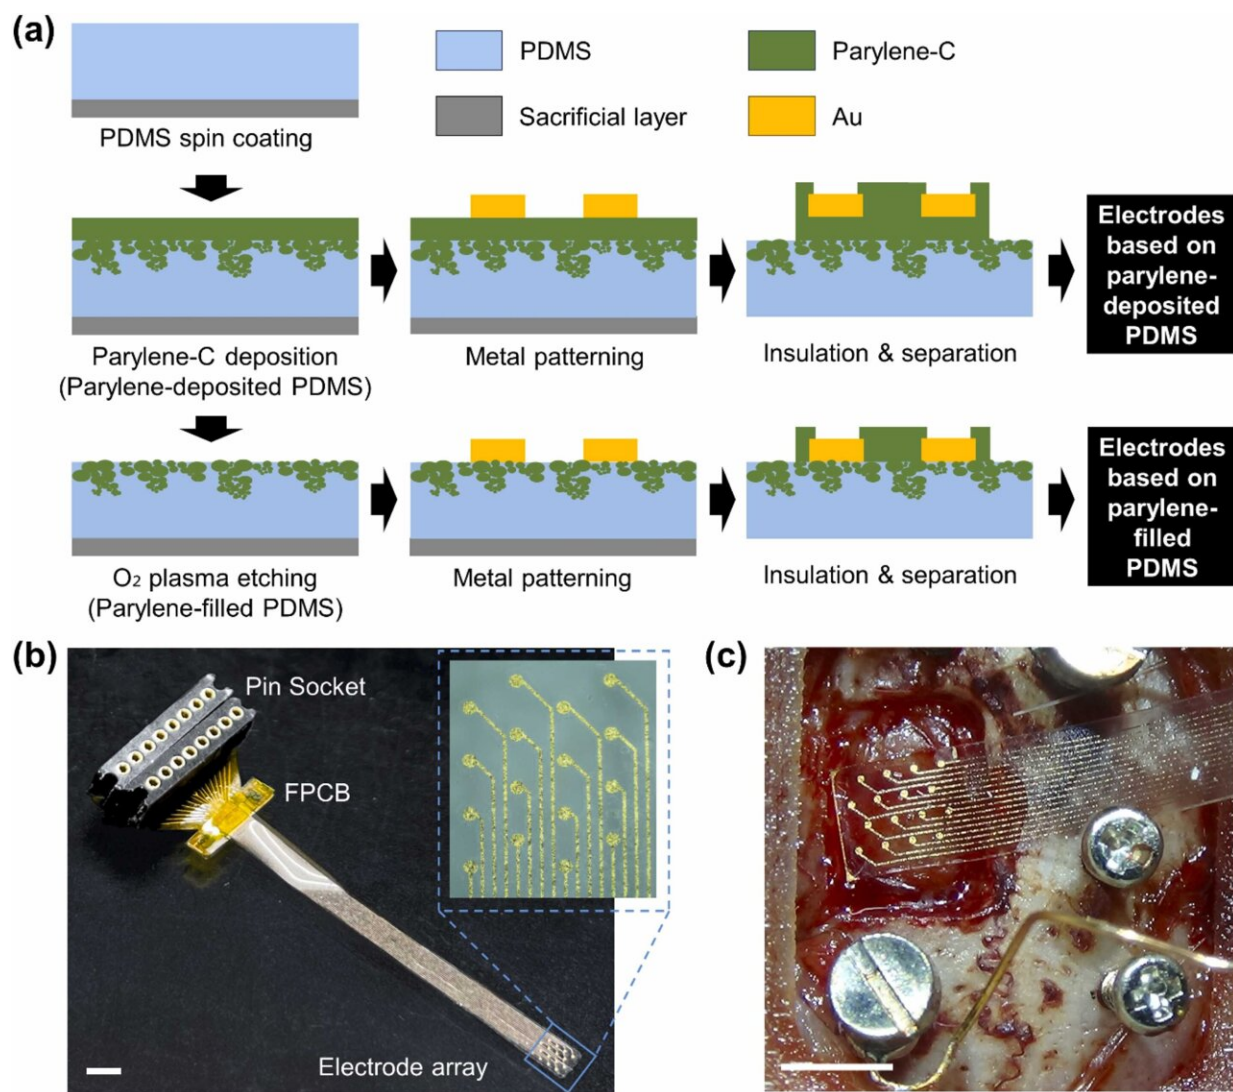 (a)
PDMS
Parylene-C
Sacrificial layer
Au
PDMS spin coating
Parylene-C deposition
(Parylene-deposited PDMS)
Metal patterning
Insulation & separation
Electrodes
based on
parylene-
deposited
PDMS
O₂ plasma etching
(Parylene-filled PDMS)
Metal patterning
Insulation & separation
Electrodes
based on
parylene-
filled
PDMS
(b)
Pin Socket
FPCB
Electrode array
(c)